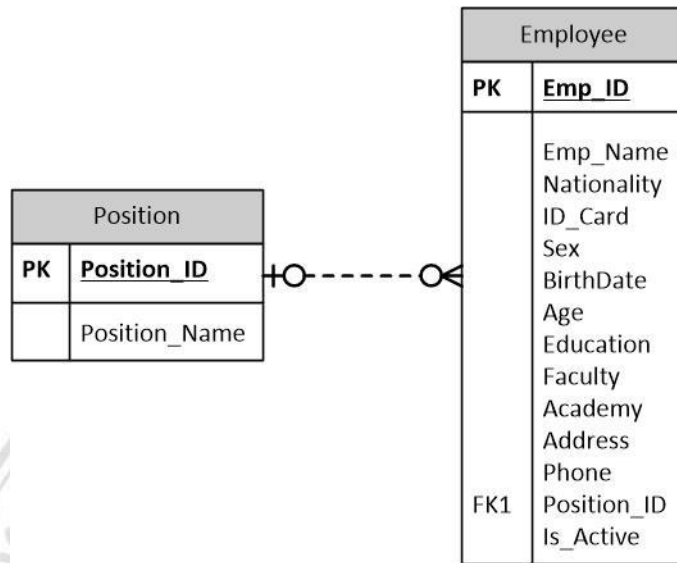 Position
PK Position_ID
Position_Name
Employee
PK Emp_ID
Emp_Name
Nationality
ID_Card
Sex
BirthDate
Age
Education
Faculty
Academy
Address
Phone
FK1 Position_ID
Is_Active